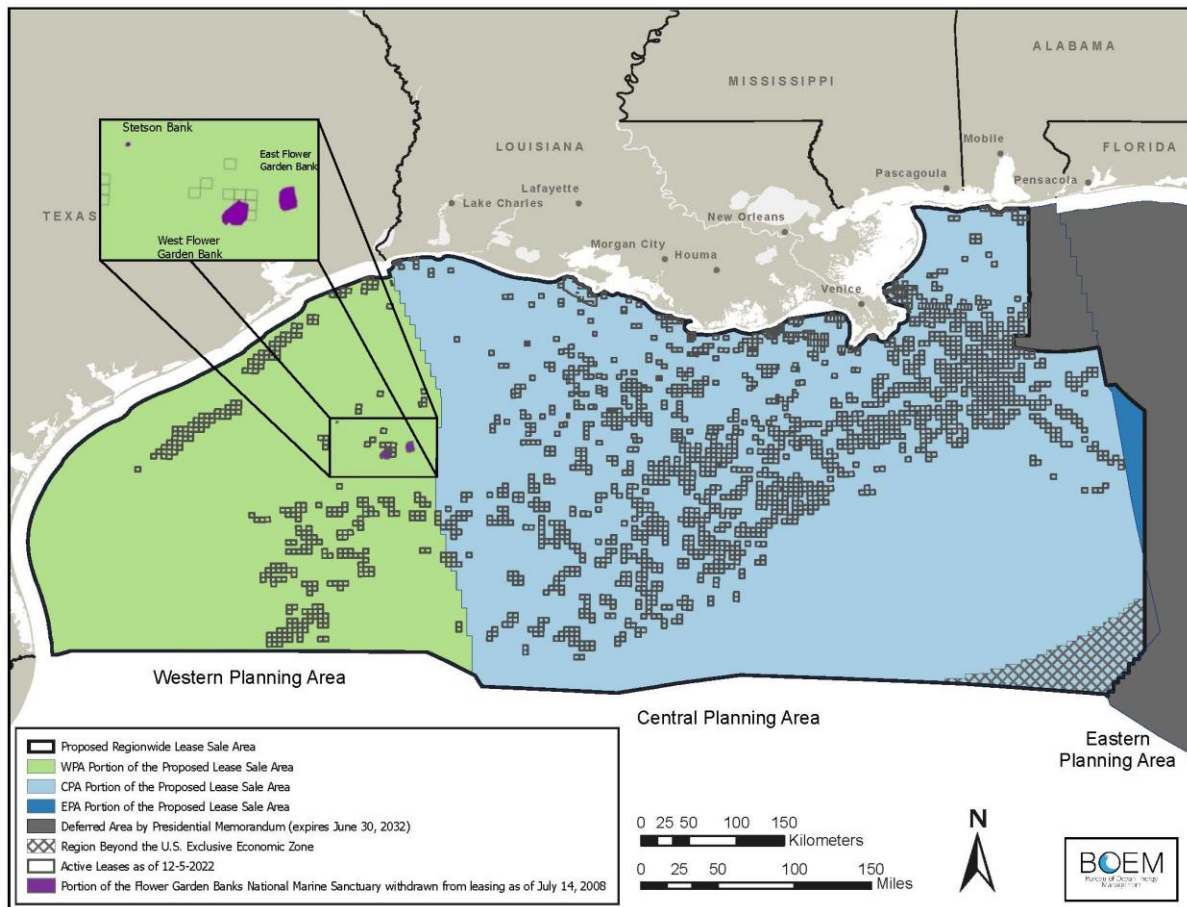 ALABAMA
MISSISSIPPI
Mobile
FLORIDA
Pascagoula
Pensacola
LOUISIANA
Lafayette
Lake Charles
New Orleans
Morgan City
Houma
Venice
TEXAS
Stetson Bank
East Flower
Garden Bank
West Flower
Garden Bank
Western Planning Area
Central Planning Area
Eastern
Planning Area
Proposed Regionwide Lease Sale Area
WPA Portion of the Proposed Lease Sale Area
CPA Portion of the Proposed Lease Sale Area
EPA Portion of the Proposed Lease Sale Area
Deferred Area by Presidential Memorandum (expires June 30, 2032)
Region Beyond the U.S. Exclusive Economic Zone
Active Leases as of 12-5-2022
Portion of the Flower Garden Banks National Marine Sanctuary withdrawn from leasing as of July 14, 2008
0 25 50 100 150
Kilometers
0 25 50 100 150
Miles
N
BOEM
Bureau of Ocean Energy
Management